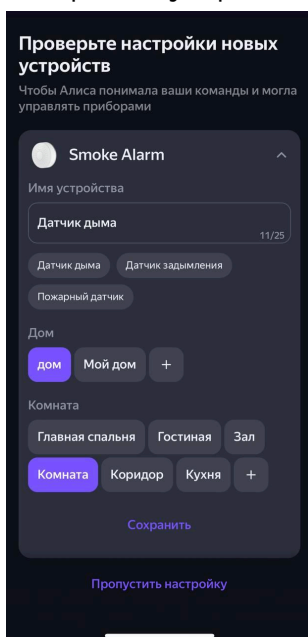 Проверьте настройки новых
устройств
Чтобы Алиса понимала ваши команды и могла
управлять приборами
Smoke Alarm
Имя устройства
Датчик дыма
11/25
Датчик дыма Датчик задымления
Пожарный датчик
Дом
дом Мой дом +
Комната
Главная спальня Гостиная Зал
Комната Коридор Кухня +
Сохранить
Пропустить настройку